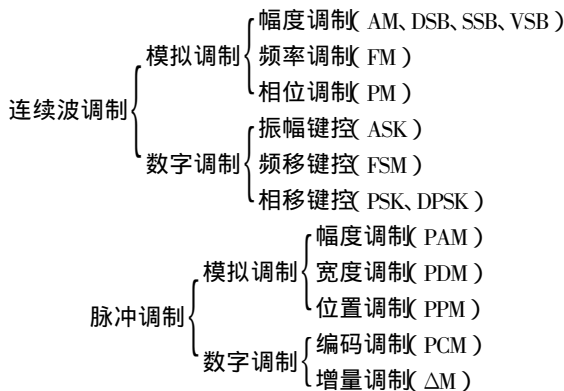 幅度调制( AM、DSB、SSB、VSB )
模拟调制 频率调制( FM )
相位调制( PM )
连续波调制
振幅键控( ASK )
数字调制 频移键控( FSM )
相移键控( PSK、DPSK )
幅度调制( PAM )
模拟调制 宽度调制( PDM )
位置调制( PPM )
脉冲调制
编码调制( PCM )
数字调制
增量调制( ΔM )